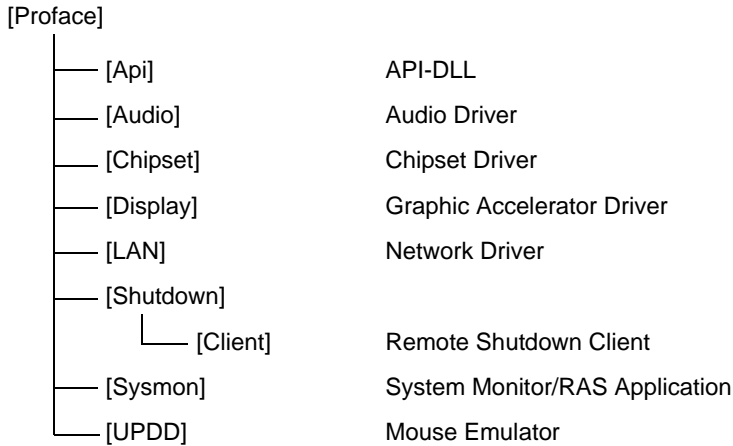 [Proface]
[Api] API-DLL
[Audio] Audio Driver
[Chipset] Chipset Driver
[Display] Graphic Accelerator Driver
[LAN] Network Driver
[Shutdown]
[Client] Remote Shutdown Client
[Sysmon] System Monitor/RAS Application
[UPDD] Mouse Emulator